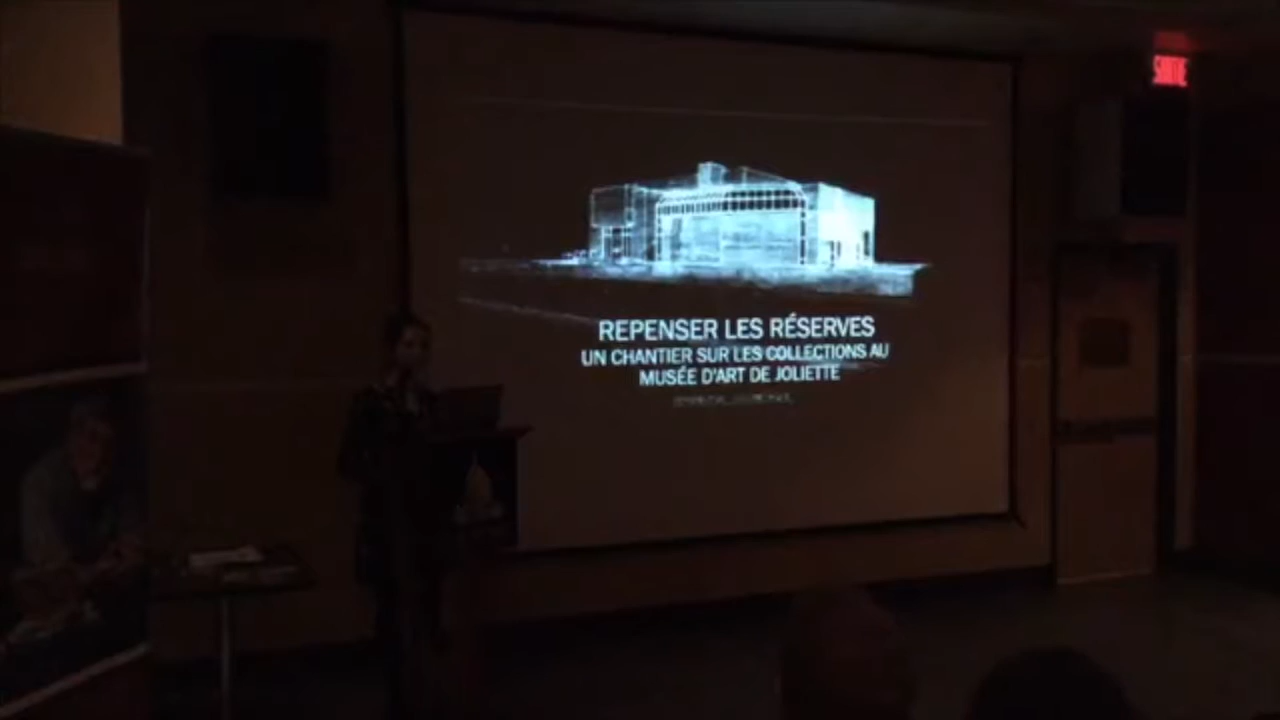 SORTIE
REPENSER LES RÉSERVES
UN CHANTIER SUR LES COLLECTIONS AU
MUSÉE D'ART DE JOLIETTE